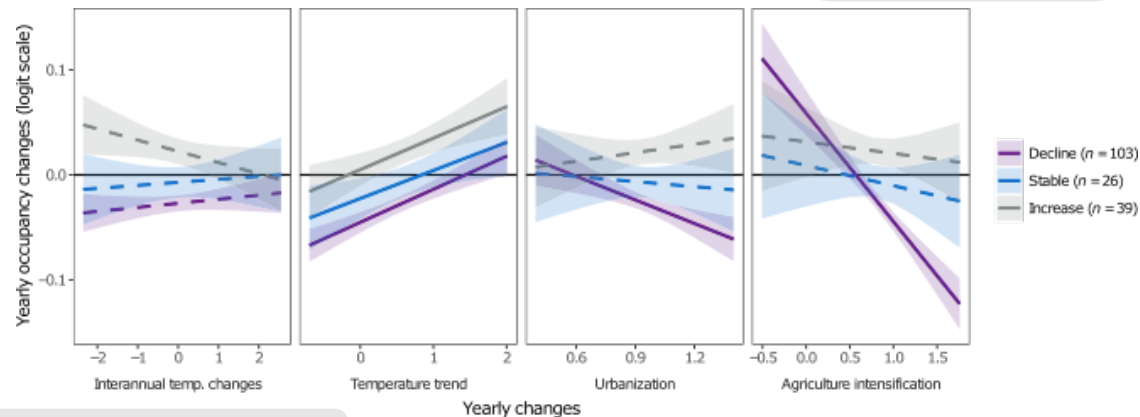 Yearly occupancy changes (logit scale)
0.1
0.0
−0.1
−2 −1 0 1 2
0 1 2
0.6 0.9 1.2
−0.5 0.0 0.5 1.0 1.5
Interannual temp. changes
Temperature trend
Urbanization
Agriculture intensification
Yearly changes
Decline (n = 103)
Stable (n = 26)
Increase (n = 39)